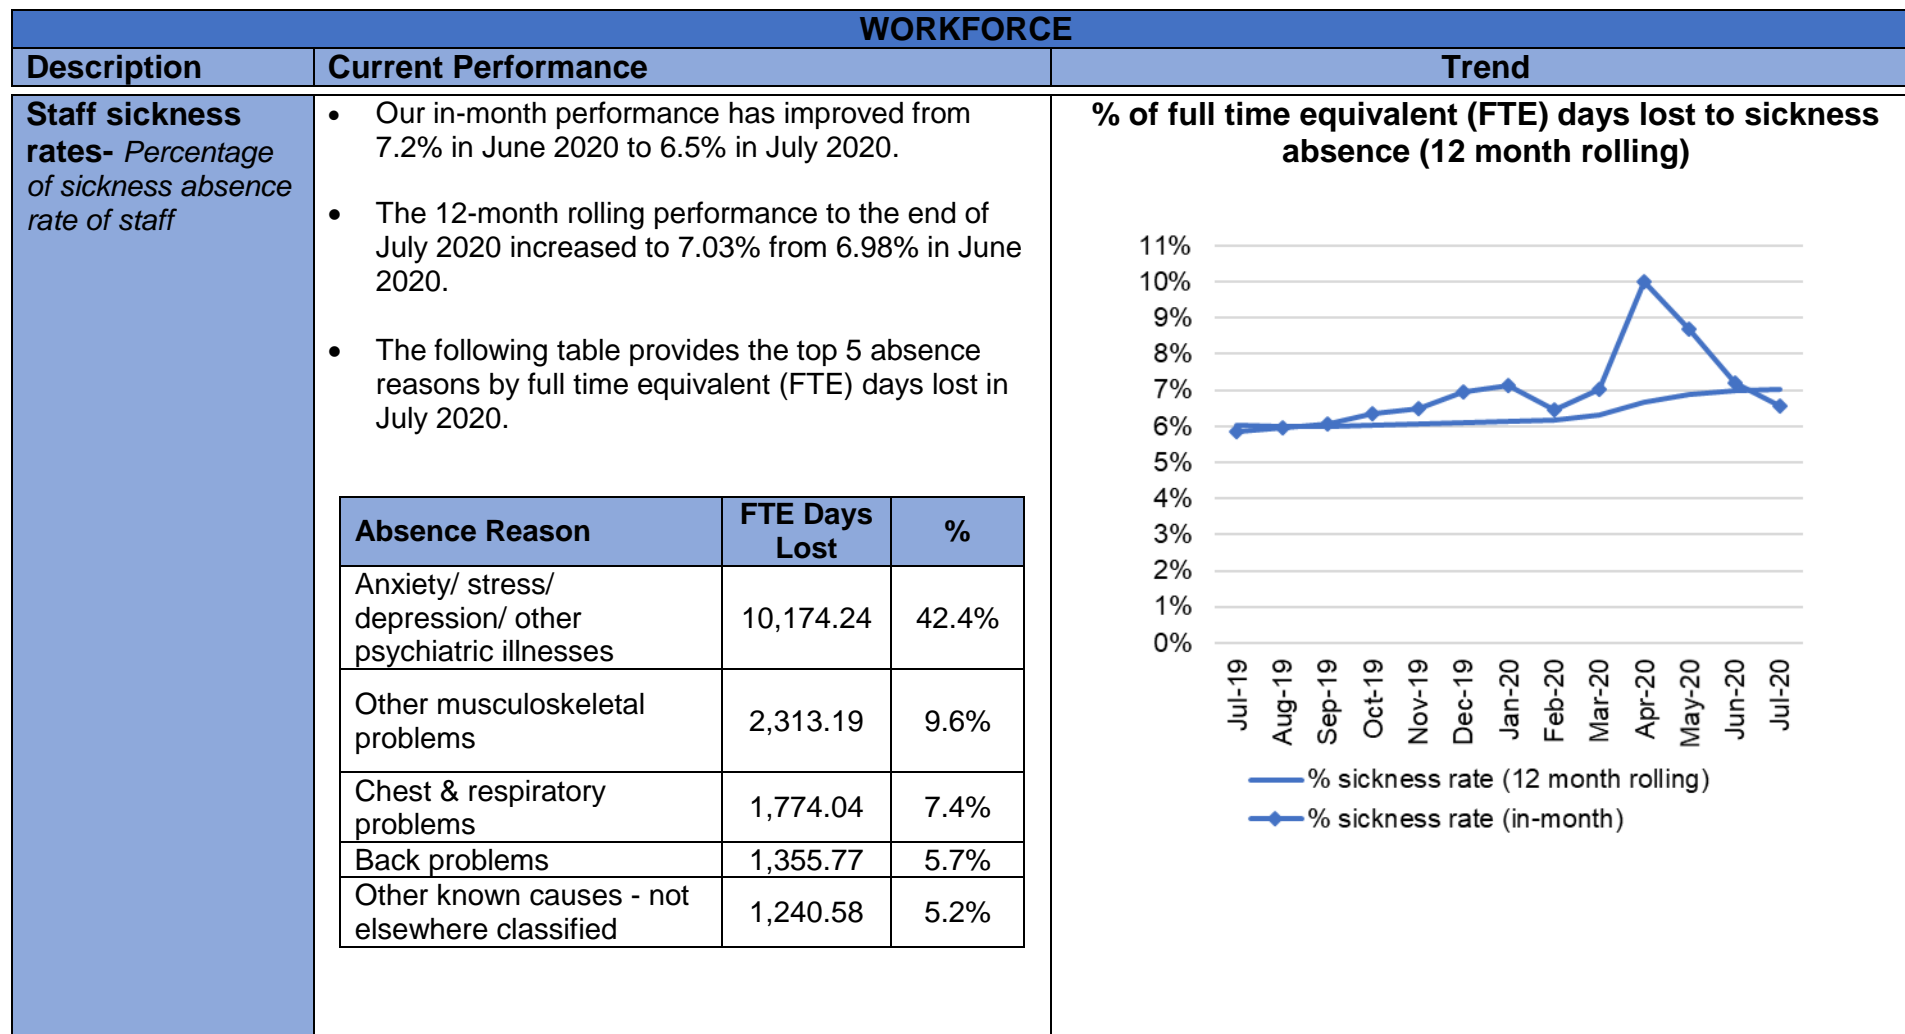 WORKFORCE
Description
Current Performance
Trend
Staff sickness
rates- Percentage
of sickness absence
rate of staff
• Our in-month performance has improved from
7.2% in June 2020 to 6.5% in July 2020.
• The 12-month rolling performance to the end of
July 2020 increased to 7.03% from 6.98% in June
2020.
• The following table provides the top 5 absence
reasons by full time equivalent (FTE) days lost in
July 2020.
Absence Reason
FTE Days
Lost
%
Anxiety/ stress/
depression/ other
psychiatric illnesses
10,174.24
42.4%
Other musculoskeletal
problems
2,313.19
9.6%
Chest & respiratory
problems
1,774.04
7.4%
Back problems
1,355.77
5.7%
Other known causes - not
elsewhere classified
1,240.58
5.2%
% of full time equivalent (FTE) days lost to sickness
absence (12 month rolling)
11%
10%
9%
8%
7%
6%
5%
4%
3%
2%
1%
0%
Jul-19
Aug-19
Sep-19
Oct-19
Nov-19
Dec-19
Jan-20
Feb-20
Mar-20
Apr-20
May-20
Jun-20
Jul-20
% sickness rate (12 month rolling)
% sickness rate (in-month)